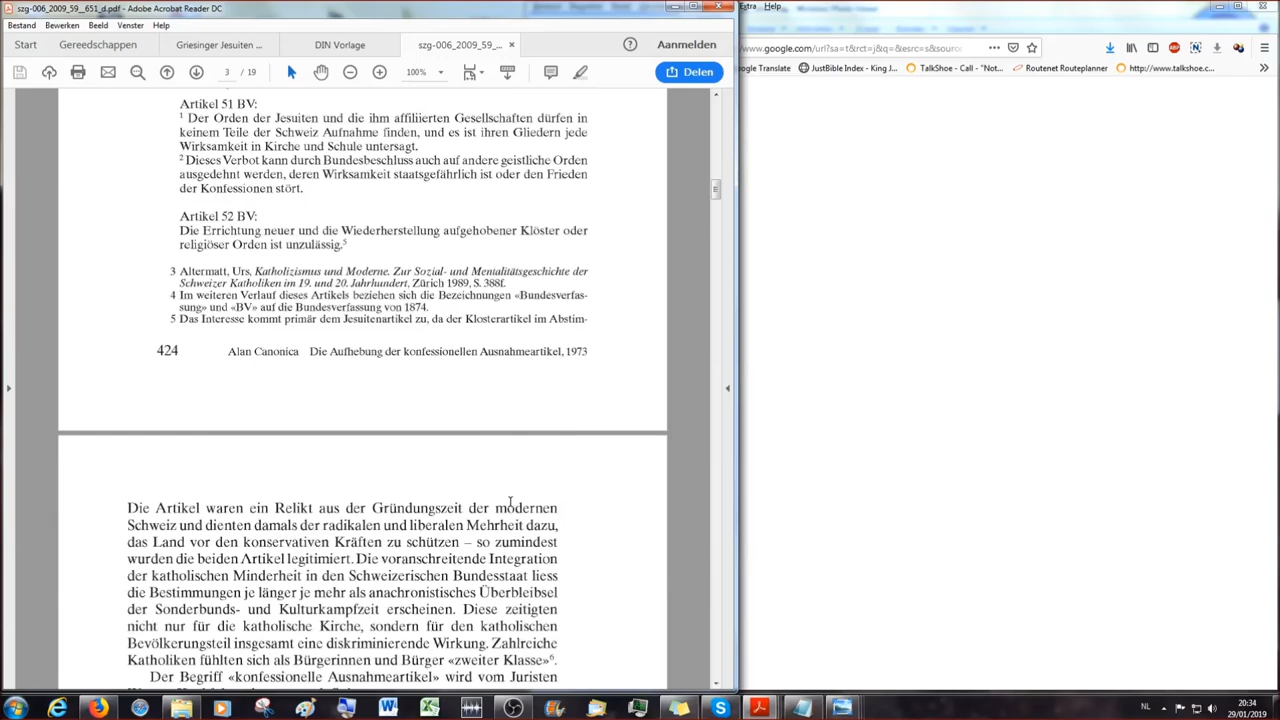 szg-006_2009_59__651_d.pdf - Adobe Acrobat Reader DC
Bestand Bewerken Beeld Venster Help
Start Gereedschappen Griesinger Jesuiten ... DIN Vorlage szg-006_2009_59_... × Aanmelden
3 / 19 100% Delen
Artikel 51 BV:
1 Der Orden der Jesuiten und die ihm affiliierten Gesellschaften dürfen in
keinem Teile der Schweiz Aufnahme finden, und es ist ihren Gliedern jede
Wirksamkeit in Kirche und Schule untersagt.
2 Dieses Verbot kann durch Bundesbeschluss auch auf andere geistliche Orden
ausgedehnt werden, deren Wirksamkeit staatsgefährlich ist oder den Frieden
der Konfessionen stört.
Artikel 52 BV:
Die Errichtung neuer und die Wiederherstellung aufgehobener Klöster oder
religiöser Orden ist unzulässig.5
3 Altermatt, Urs, Katholizismus und Moderne. Zur Sozial- und Mentalitätsgeschichte der
Schweizer Katholiken im 19. und 20. Jahrhundert, Zürich 1989, S. 388f.
4 Im weiteren Verlauf dieses Artikels beziehen sich die Bezeichnungen «Bundesverfas-
sung» und «BV» auf die Bundesverfassung von 1874.
5 Das Interesse kommt primär dem Jesuitenartikel zu, da der Klosterartikel im Abstim-
424 Alan Canonica Die Aufhebung der konfessionellen Ausnahmeartikel, 1973
Die Artikel waren ein Relikt aus der Gründungszeit der modernen
Schweiz und dienten damals der radikalen und liberalen Mehrheit dazu,
das Land vor den konservativen Kräften zu schützen – so zumindest
wurden die beiden Artikel legitimiert. Die voranschreitende Integration
der katholischen Minderheit in den Schweizerischen Bundesstaat liess
die Bestimmungen je länger je mehr als anachronistisches Überbleibsel
der Sonderbunds- und Kulturkampfzeit erscheinen. Diese zeitigten
nicht nur für die katholische Kirche, sondern für den katholischen
Bevölkerungsteil insgesamt eine diskriminierende Wirkung. Zahlreiche
Katholiken fühlten sich als Bürgerinnen und Bürger «zweiter Klasse»6.
Der Begriff «konfessionelle Ausnahmeartikel» wird vom Juristen
Extra Help
www.google.com/url?sa=t&rct=j&q=&esrc=s&source
ogle Translate JustBible Index - King J... TalkShoe - Call - "Not... Routenet Routeplanner http://www.talkshoe.c...
NL 20:34
29/01/2019